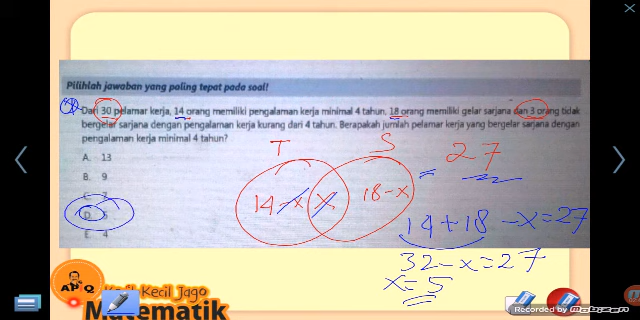 Pilihlah jawaban yang paling tepat pada soal!
Dari 30 pelamar kerja, 14 orang memiliki pengalaman kerja minimal 4 tahun, 18 orang memiliki gelar sarjana dan 3 orang tidak
bergelar sarjana dengan pengalaman kerja kurang dari 4 tahun. Berapakah jumlah pelamar kerja yang bergelar sarjana dengan
pengalaman kerja minimal 4 tahun?
A. 13
B. 9
C. 7
D. 5
E. 4
T S
27
14-x x 18-x
14+18-x=27
32-x=27
x=5
APIQ
Kecil Jago
Matematik
Recorded by mobizen